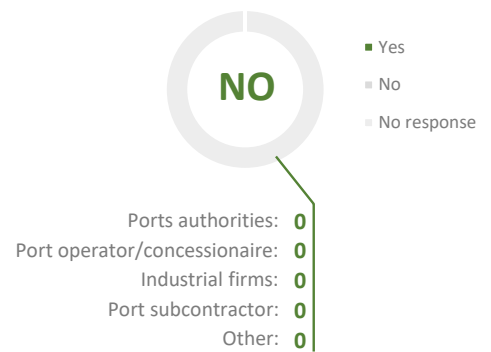 NO
Yes
No
No response
Ports authorities: 0
Port operator/concessionaire: 0
Industrial firms: 0
Port subcontractor: 0
Other: 0